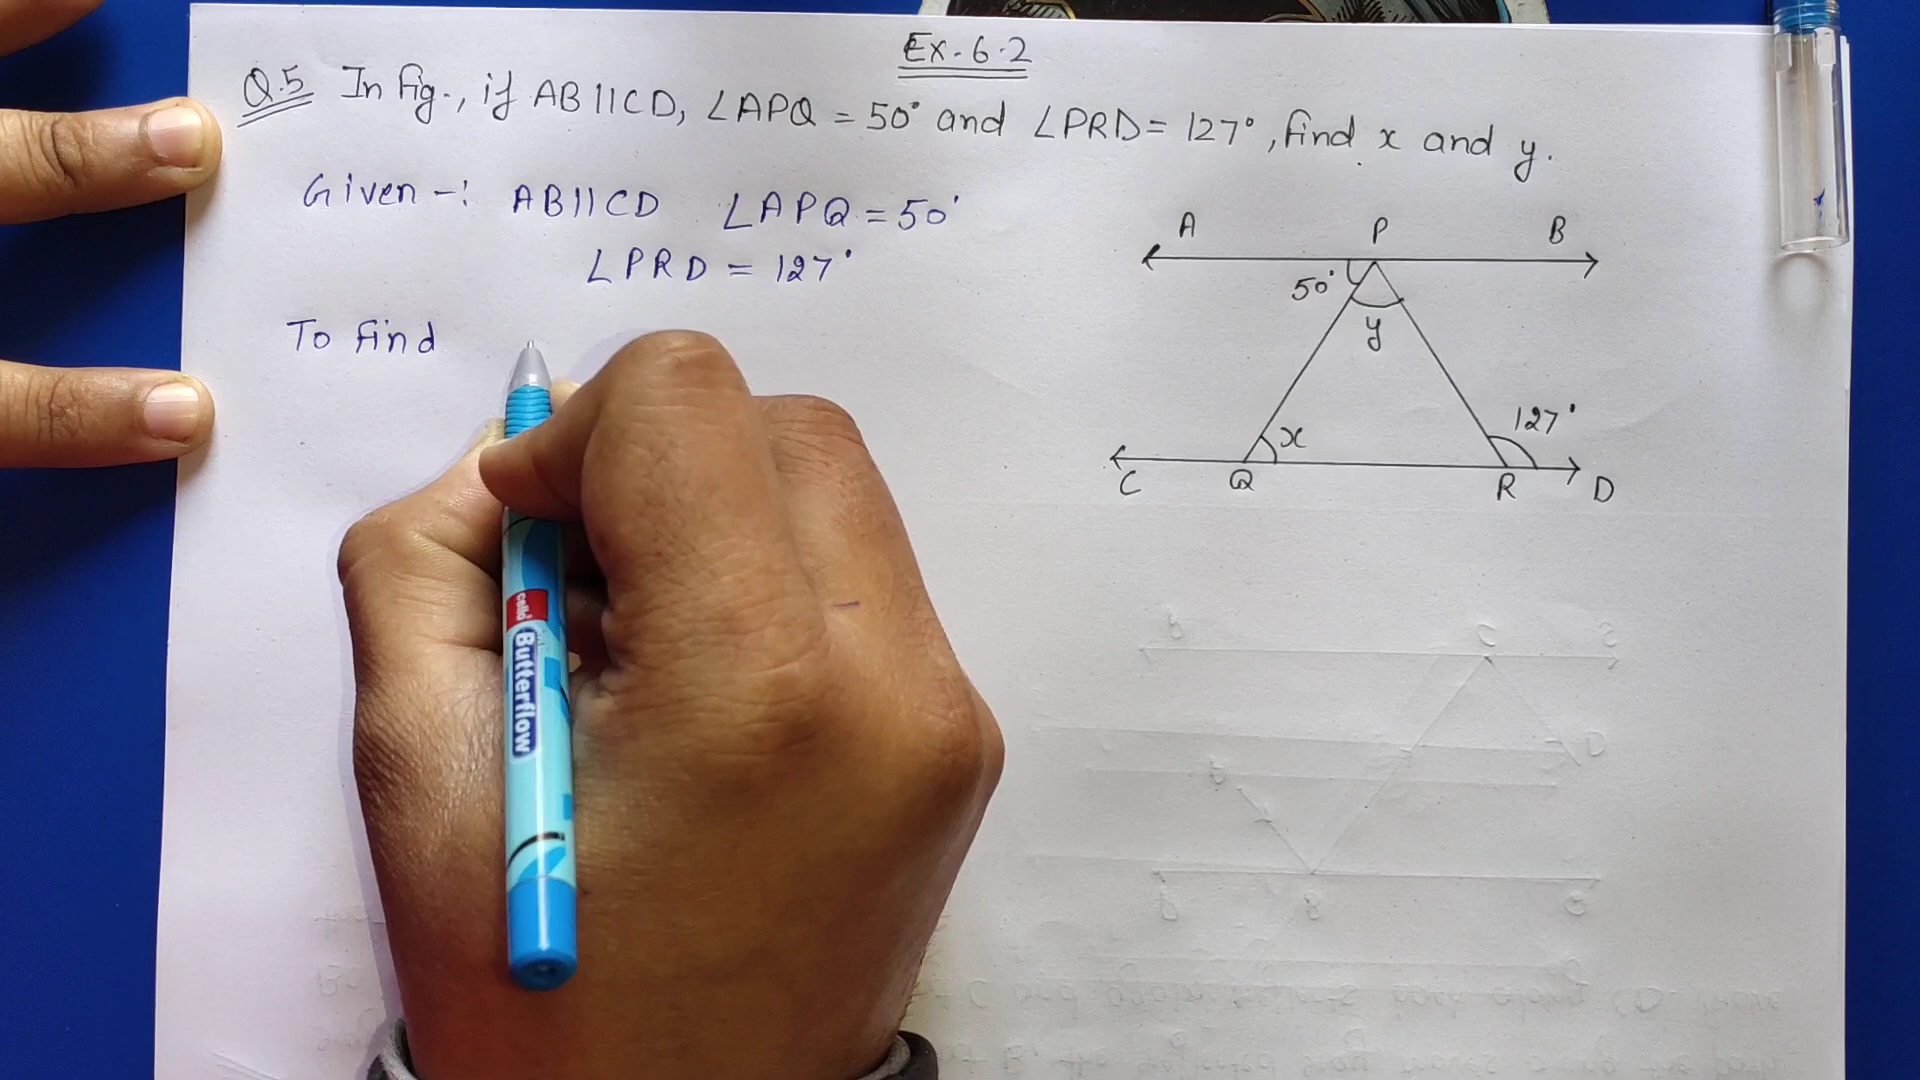 Ex-6.2
Q.5 In fig., if AB||CD, ∠APQ = 50° and ∠PRD = 127°, find x and y.
Given -: AB||CD ∠APQ = 50°
∠PRD = 127°
To find
A P B
50°
y
127°
x
C Q R D
cello
Butterflow